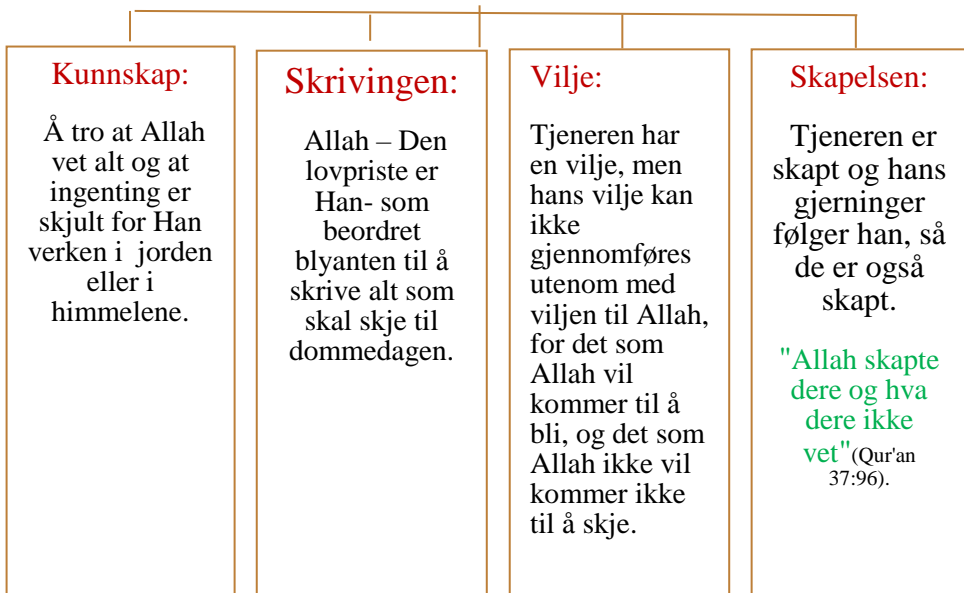 Kunnskap:
Å tro at Allah
vet alt og at
ingenting er
skjult for Han
verken i jorden
eller i
himmelene.
Skrivingen:
Allah – Den
lovpriste er
Han- som
beordret
blyanten til å
skrive alt som
skal skje til
dommedagen.
Vilje:
Tjeneren har
en vilje, men
hans vilje kan
ikke
gjennomføres
utenom med
viljen til Allah,
for det som
Allah vil
kommer til å
bli, og det som
Allah ikke vil
kommer ikke
til å skje.
Skapelsen:
Tjeneren er
skapt og hans
gjerninger
følger han, så
de er også
skapt.
"Allah skapte
dere og hva
dere ikke
vet"(Qur'an
37:96).